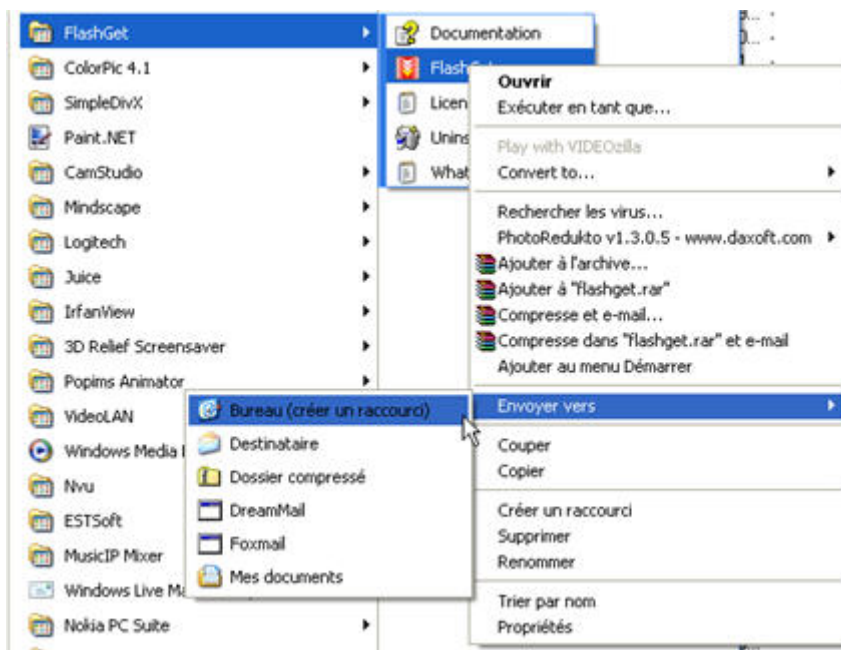 FlashGet
ColorPic 4.1
SimpleDivX
Paint.NET
CamStudio
Mindscape
Logitech
Juice
IrfanView
3D Relief Screensaver
Popims Animator
VideoLAN
Windows Media
Nvu
ESTSoft
MusicIP Mixer
Windows Live
Nokia PC Suite
Documentation
Ouvrir
Exécuter en tant que...
Play with VIDEOzilla
Convert to...
Rechercher les virus...
PhotoRedukto v1.3.0.5 - www.daxoft.com
Ajouter à l'archive...
Ajouter à "flashget.rar"
Compresse et e-mail...
Compresse dans "flashget.rar" et e-mail
Ajouter au menu Démarrer
Envoyer vers
Couper
Copier
Créer un raccourci
Supprimer
Renommer
Trier par nom
Propriétés
Bureau (créer un raccourci)
Destinataire
Dossier compressé
DreamMail
Foxmail
Mes documents